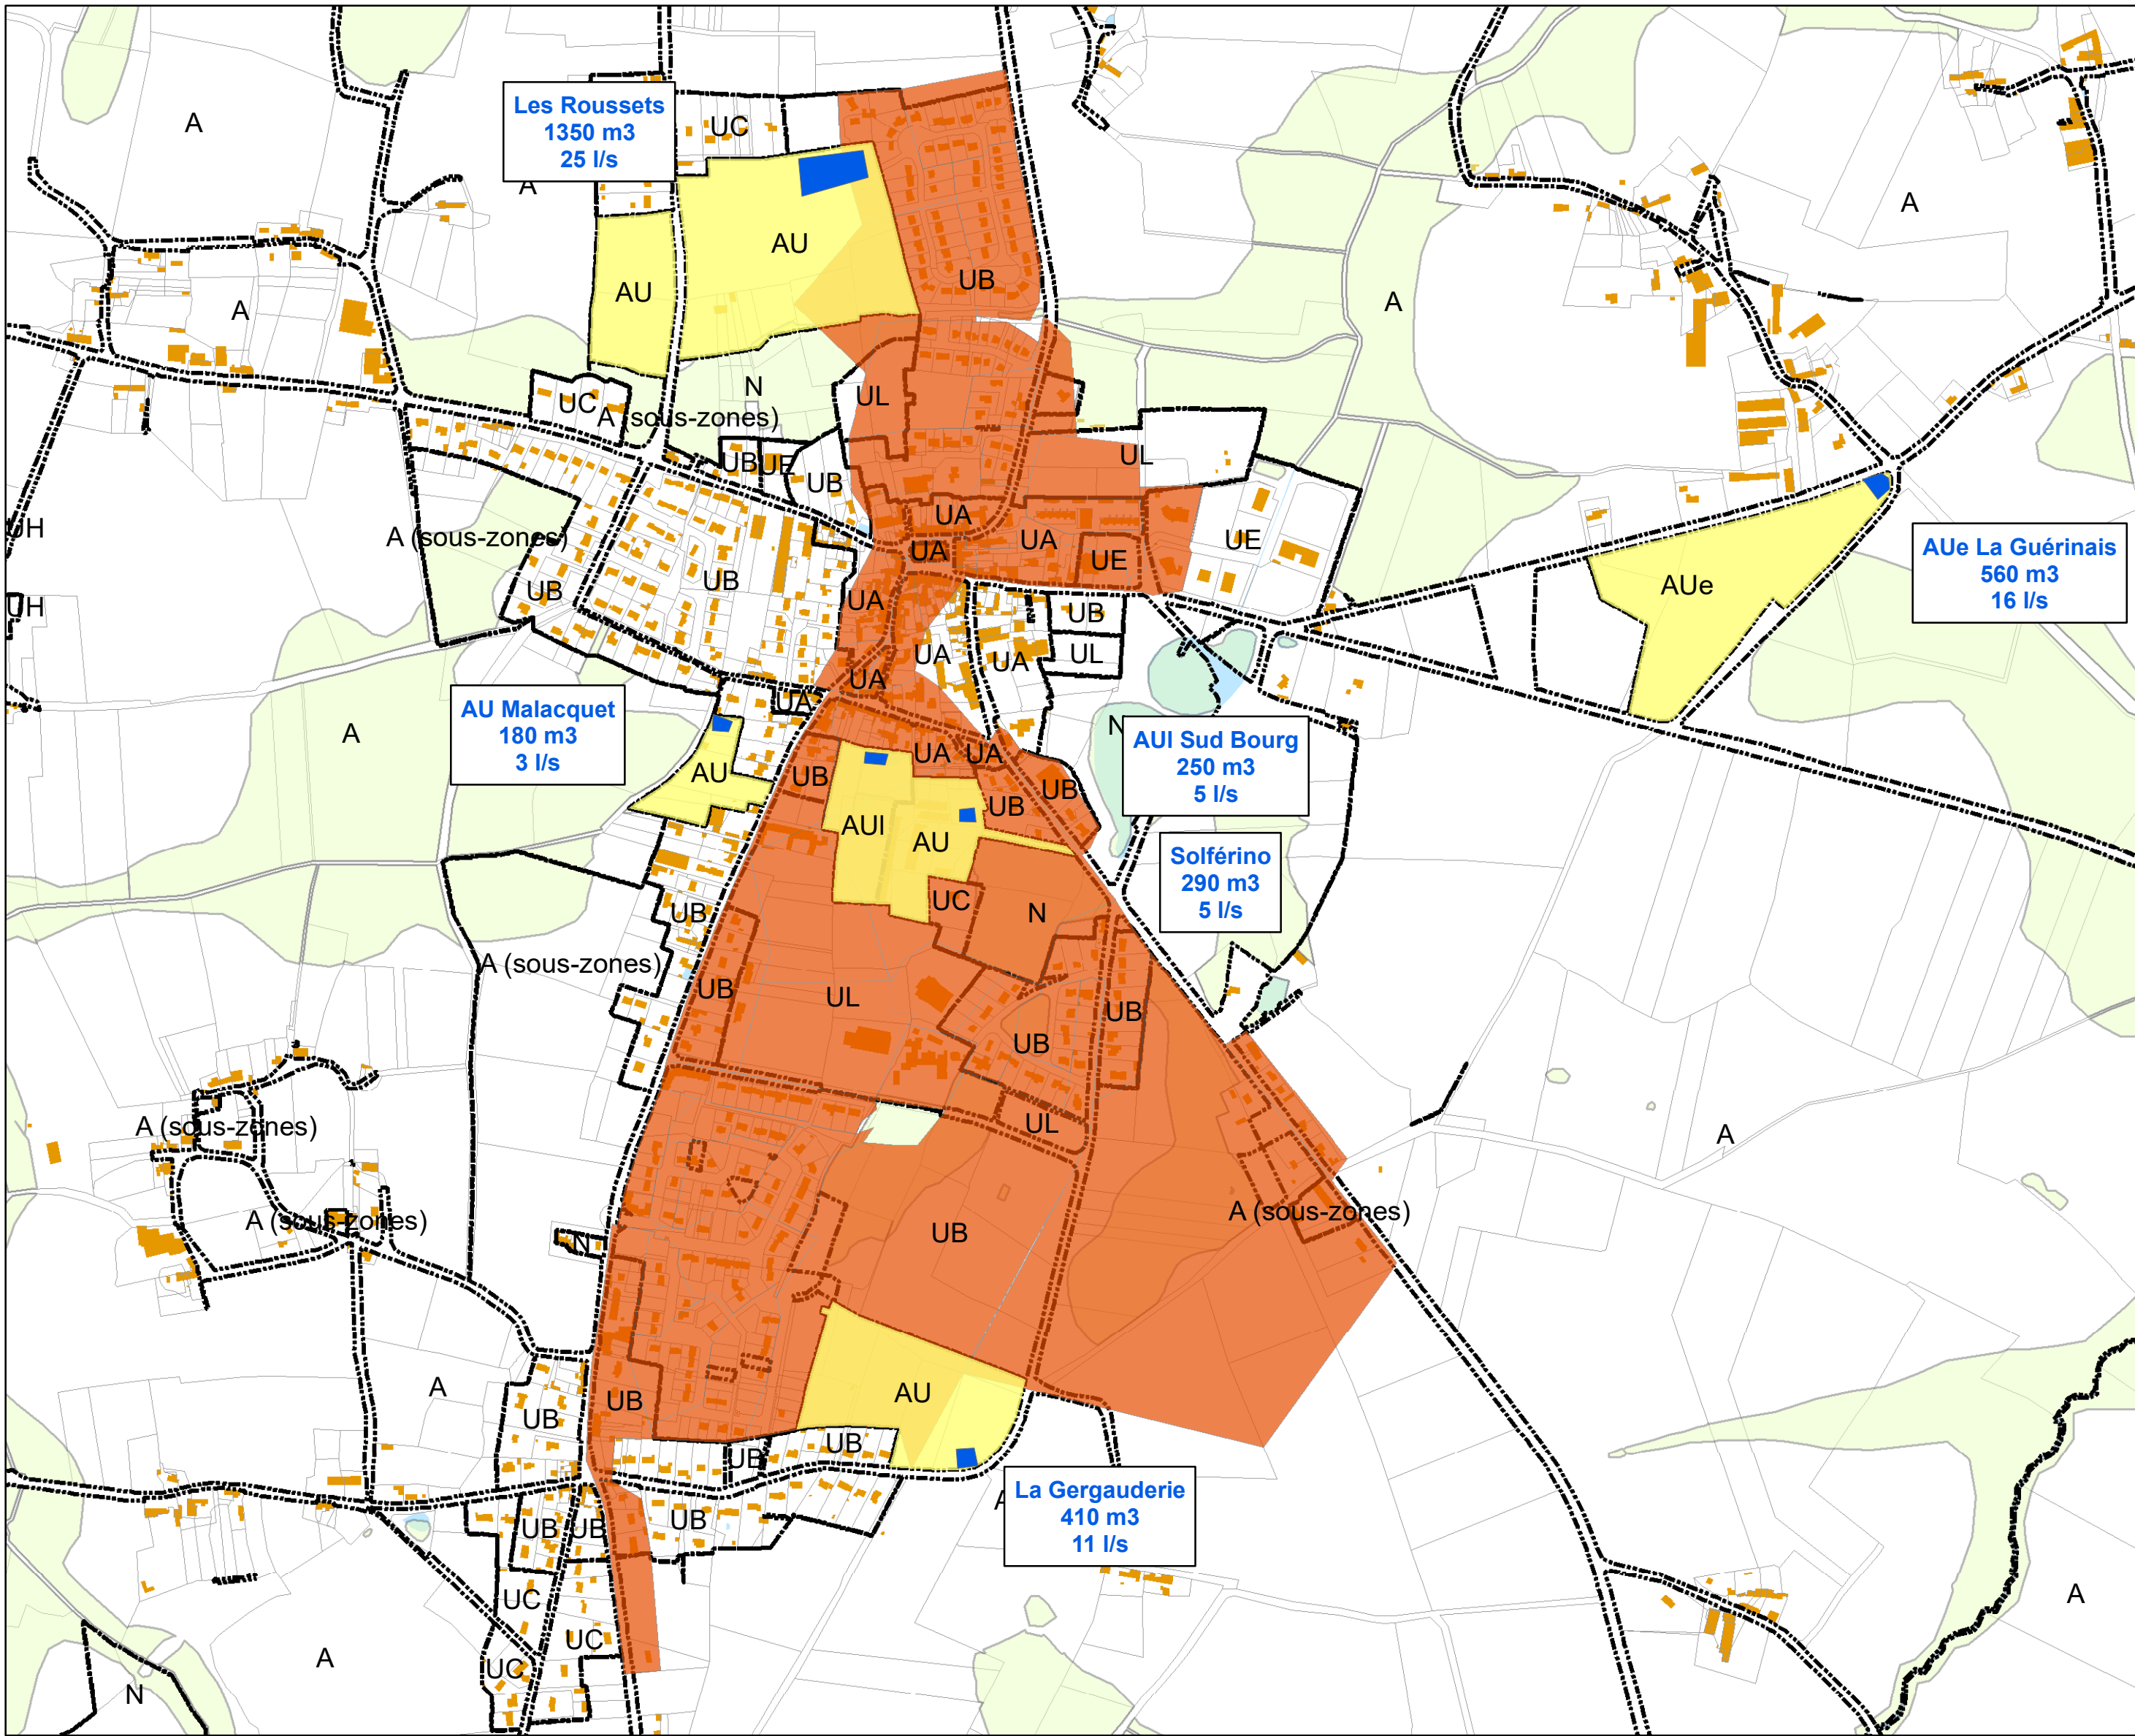 A
Les Roussets
1350 m3
25 l/s
UC
A
A
A
AU
AU
UB
A
A
N
UL
UC
A (sous-zones)
UB
UE
UB
UL
UH
A (sous-zones)
UA
UA
UA
UE
UE
AUe La Guérinais
560 m3
16 l/s
UB
UB
UA
AUe
UH
UB
UA
UA
UL
UA
UA
AU Malacquet
180 m3
3 l/s
A
N
AUl Sud Bourg
250 m3
5 l/s
UA
UA
AU
UB
UB
UB
AUl
AU
Solférino
290 m3
5 l/s
UC
N
UB
A (sous-zones)
UB
UL
UB
UB
A (sous-zones)
UL
A
A (sous-zones)
A (sous-zones)
N
UB
A
AU
UB
UB
UB
UB
La Gergauderie
410 m3
11 l/s
A
UB
UB
UB
UC
A
UC
A
UC
N